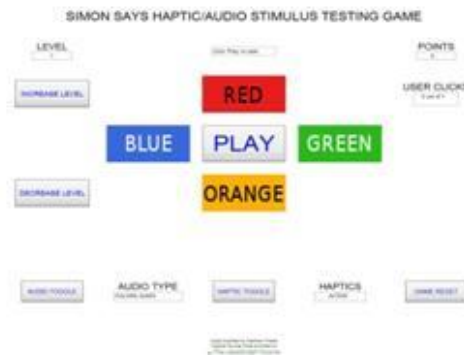 SIMON SAYS HAPTIC/AUDIO STIMULUS TESTING GAME
LEVEL
POINTS
INCREASE LEVEL
RED
USER CLICKS
BLUE
PLAY
GREEN
DECREASE LEVEL
ORANGE
AUDIO TOGGLE
AUDIO TYPE
HAPTIC TOGGLE
HAPTICS
ACTIVE
GAME RESET